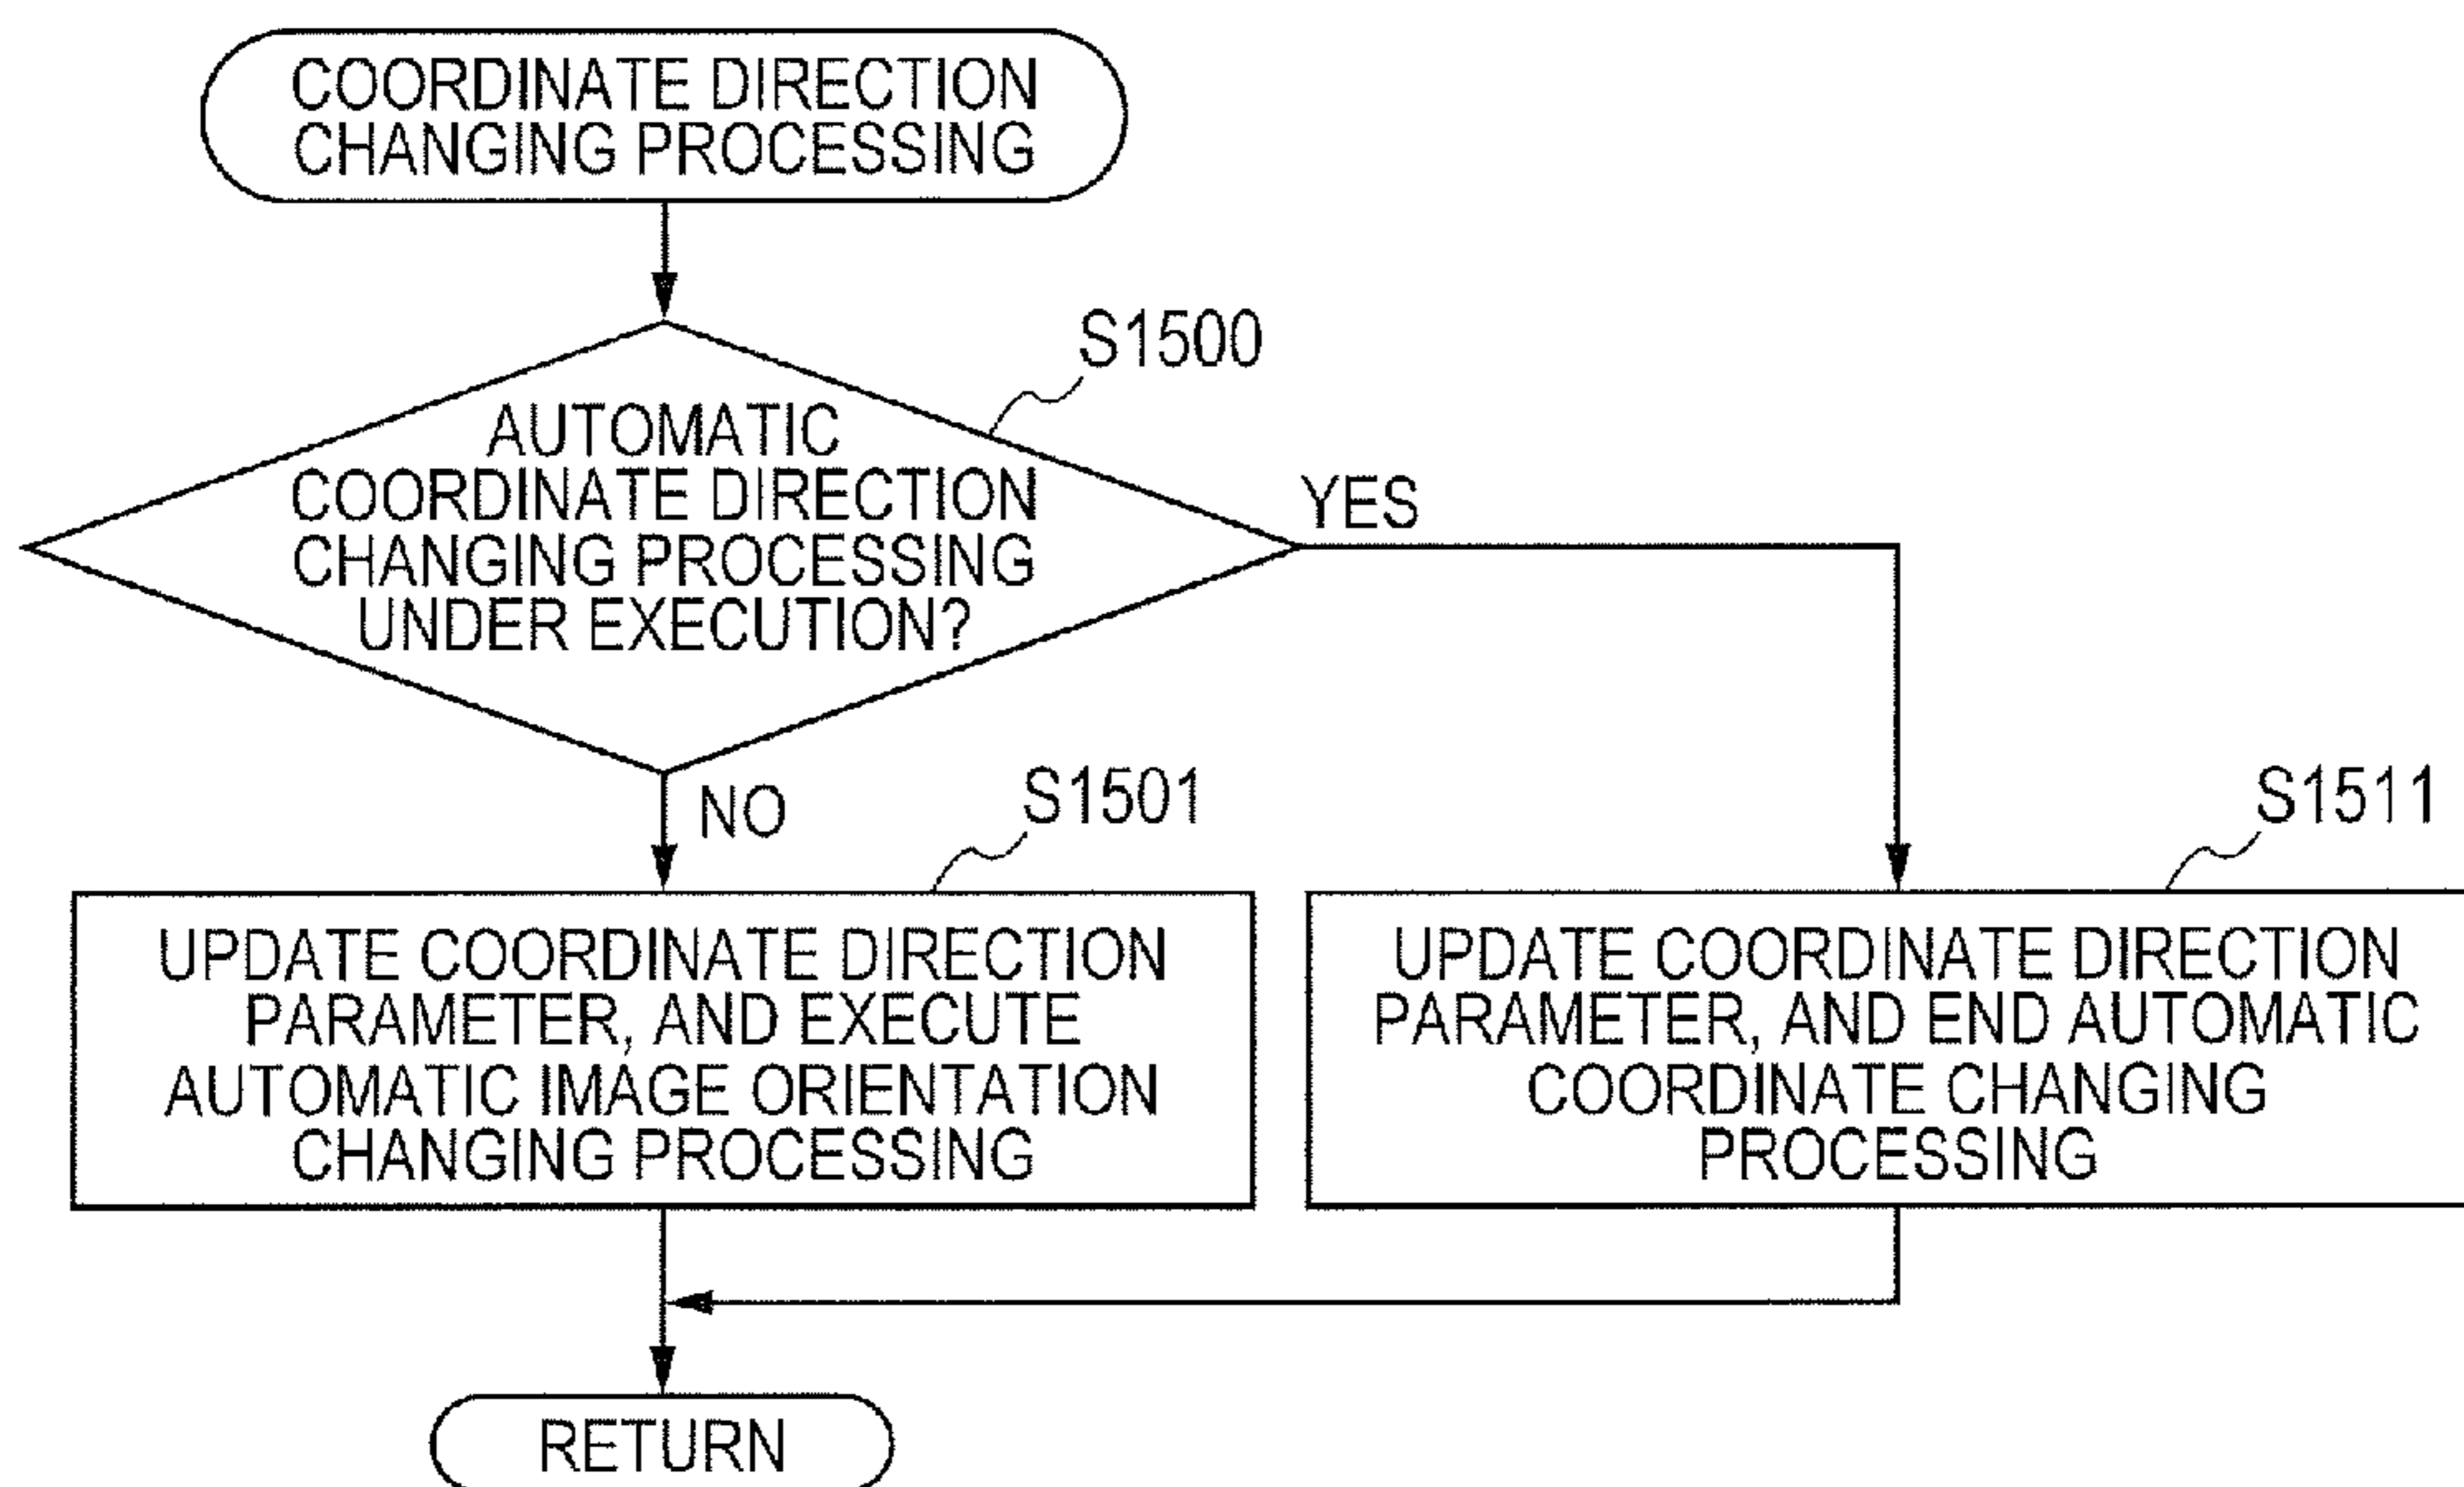 COORDINATE DIRECTION
CHANGING PROCESSING
S1500
AUTOMATIC
COORDINATE DIRECTION
CHANGING PROCESSING
UNDER EXECUTION?
YES
NO
S1501
S1511
UPDATE COORDINATE DIRECTION
PARAMETER, AND EXECUTE
AUTOMATIC IMAGE ORIENTATION
CHANGING PROCESSING
UPDATE COORDINATE DIRECTION
PARAMETER, AND END AUTOMATIC
COORDINATE CHANGING
PROCESSING
RETURN